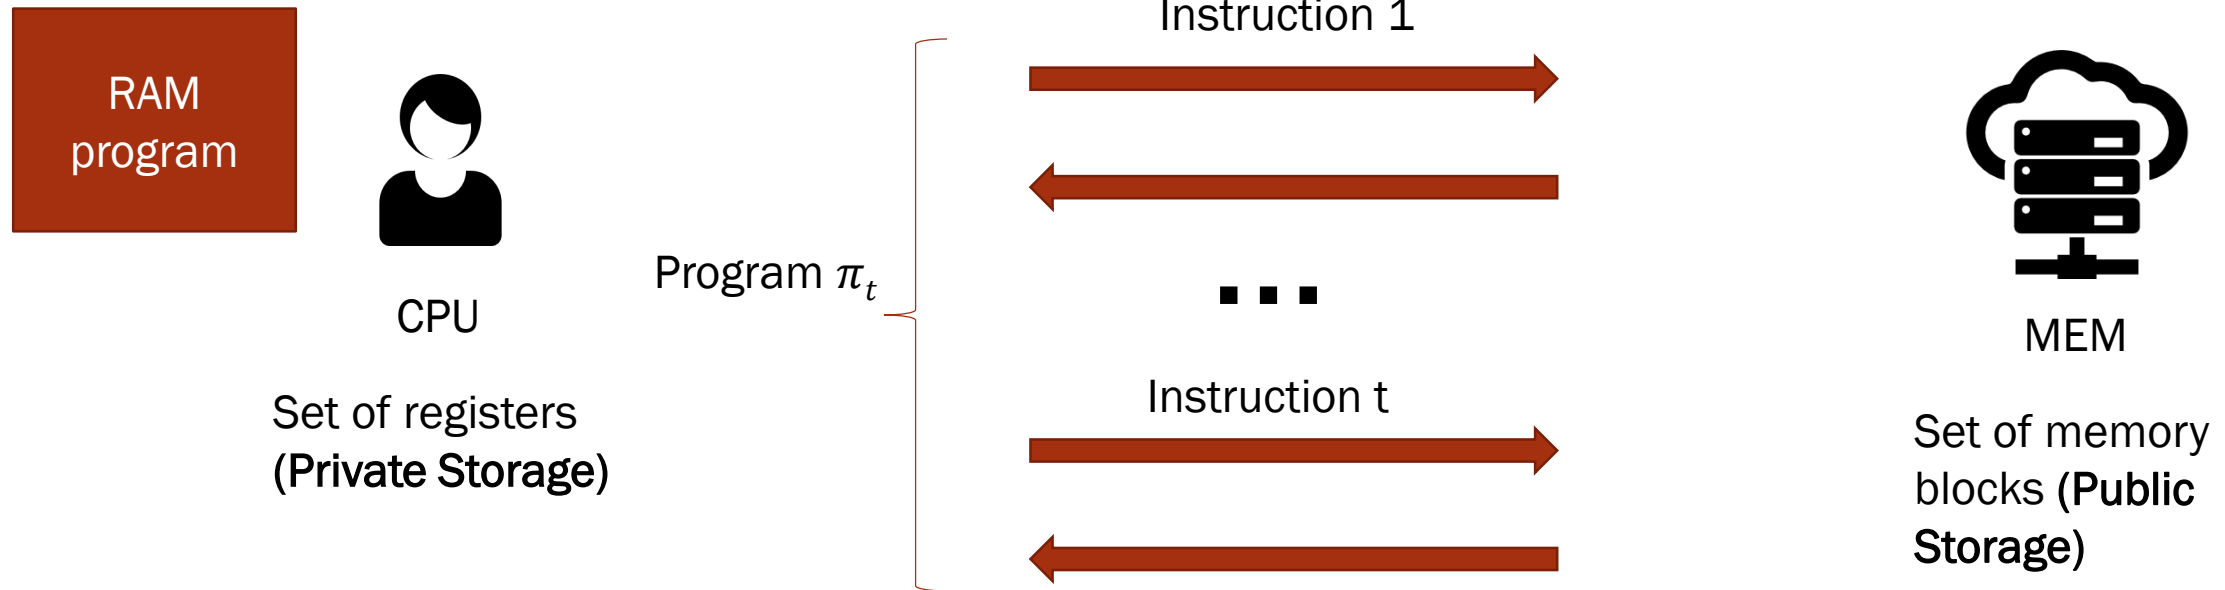 RAM
program
CPU
Set of registers
(Private Storage)
Program π_t
Instruction 1
...
Instruction t
MEM
Set of memory
blocks (Public
Storage)